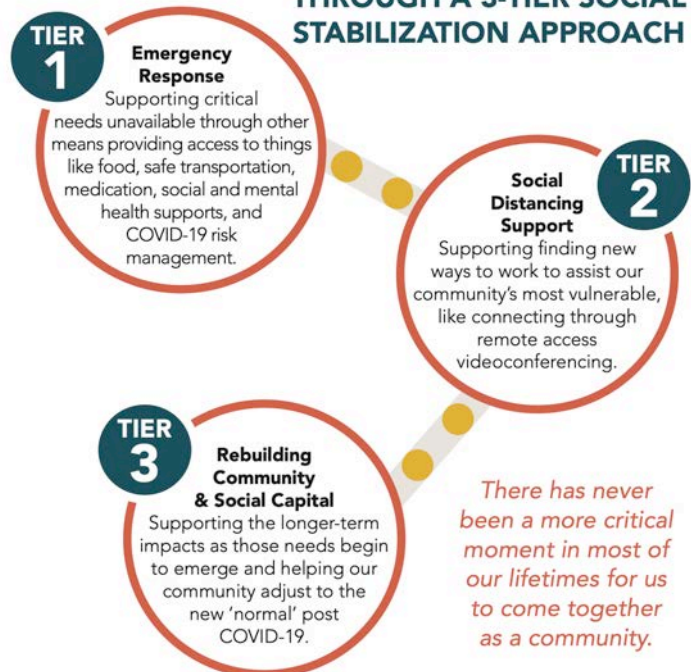 THROUGH A 3-TIER SOCIAL
STABILIZATION APPROACH
TIER
1
Emergency
Response
Supporting critical
needs unavailable through other
means providing access to things
like food, safe transportation,
medication, social and mental
health supports, and
COVID-19 risk
management.
TIER
2
Social
Distancing
Support
Supporting finding new
ways to work to assist our
community's most vulnerable,
like connecting through
remote access
videoconferencing.
TIER
3
Rebuilding
Community
& Social Capital
Supporting the longer-term
impacts as those needs begin
to emerge and helping our
community adjust to the
new 'normal' post
COVID-19.
There has never
been a more critical
moment in most of
our lifetimes for us
to come together
as a community.